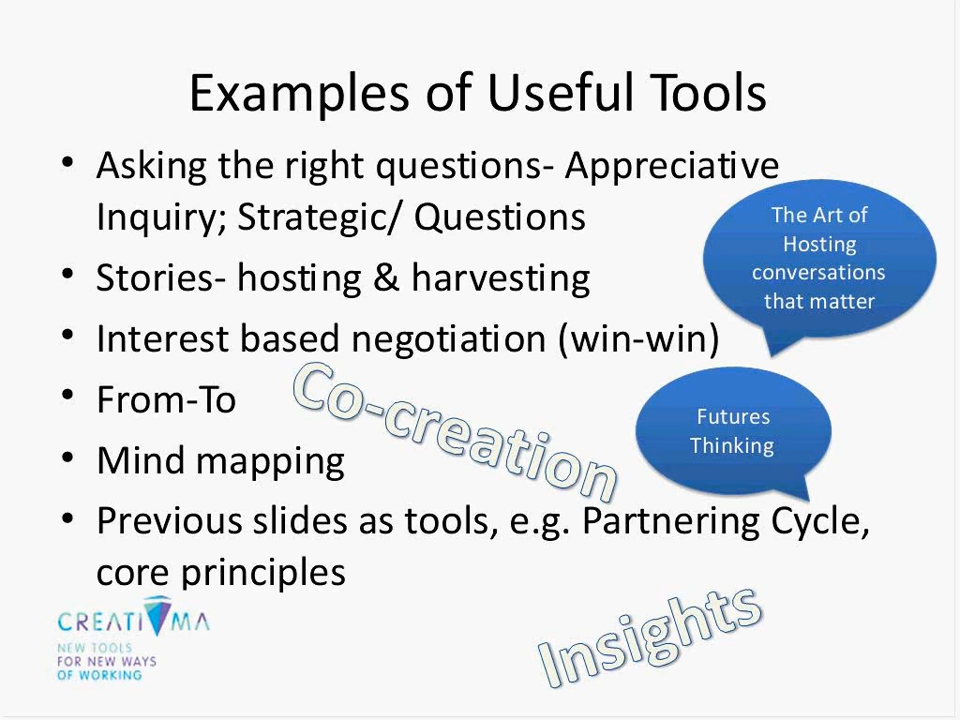 Examples of Useful Tools
• Asking the right questions- Appreciative
Inquiry; Strategic/ Questions
• Stories- hosting & harvesting
• Interest based negotiation (win-win)
• From-To
• Mind mapping
• Previous slides as tools, e.g. Partnering Cycle,
core principles
The Art of
Hosting
conversations
that matter
Futures
Thinking
Co-creation
Insights
CREATIVMA
NEW TOOLS
FOR NEW WAYS
OF WORKING